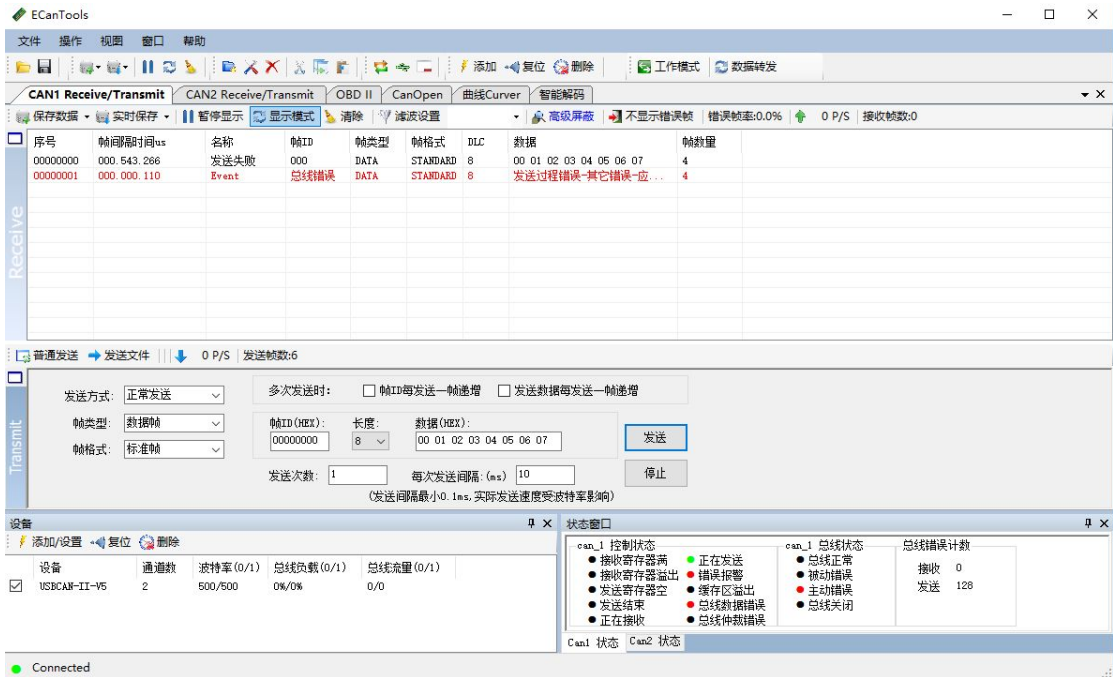 ECanTools
文件 操作 视图 窗口 帮助
添加 复位 删除 工作模式 数据转发
CAN1 Receive/Transmit CAN2 Receive/Transmit OBD II CanOpen 曲线Curver 智能解码
保存数据 实时保存 暂停显示 显示模式 清除 滤波设置 高级屏蔽 不显示错误帧 错误帧率:0.0% 0 P/S 接收帧数:0
序号 帧间隔时间us 名称 帧ID 帧类型 帧格式 DLC 数据 帧数量
00000000 000.543.266 发送失败 000 DATA STANDARD 8 00 01 02 03 04 05 06 07 4
00000001 000.000.110 Event 总线错误 DATA STANDARD 8 发送过程错误-其它错误-应... 4
Receive
普通发送 发送文件 0 P/S 发送帧数:6
发送方式: 正常发送 多次发送时: 帧ID每发送一帧递增 发送数据每发送一帧递增
帧类型: 数据帧 帧ID(HEX): 长度: 数据(HEX):
00000000 8 00 01 02 03 04 05 06 07 发送
帧格式: 标准帧
发送次数: 1 每次发送间隔:(ms) 10 停止
(发送间隔最小0.1ms,实际发送速度受波特率影响)
Transmit
设备
添加/设置 复位 删除
设备 通道数 波特率(0/1) 总线负载(0/1) 总线流量(0/1)
USBCAN-II-V5 2 500/500 0%/0% 0/0
状态窗口
can_1 控制状态 can_1 总线状态 总线错误计数
接收寄存器满 正在发送 总线正常 接收 0
接收寄存器溢出 错误报警 被动错误
发送寄存器空 缓存区溢出 主动错误 发送 128
发送结束 总线数据错误 总线关闭
正在接收 总线仲裁错误
Can1 状态 Can2 状态
Connected